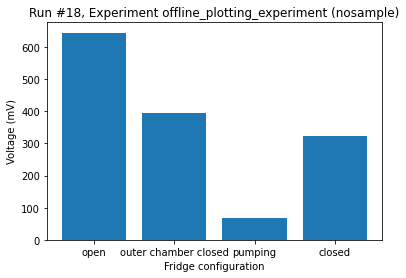 Run #18, Experiment offline_plotting_experiment (nosample)
600
500
400
300
200
100
0
Voltage (mV)
open outer chamber closed pumping closed
Fridge configuration